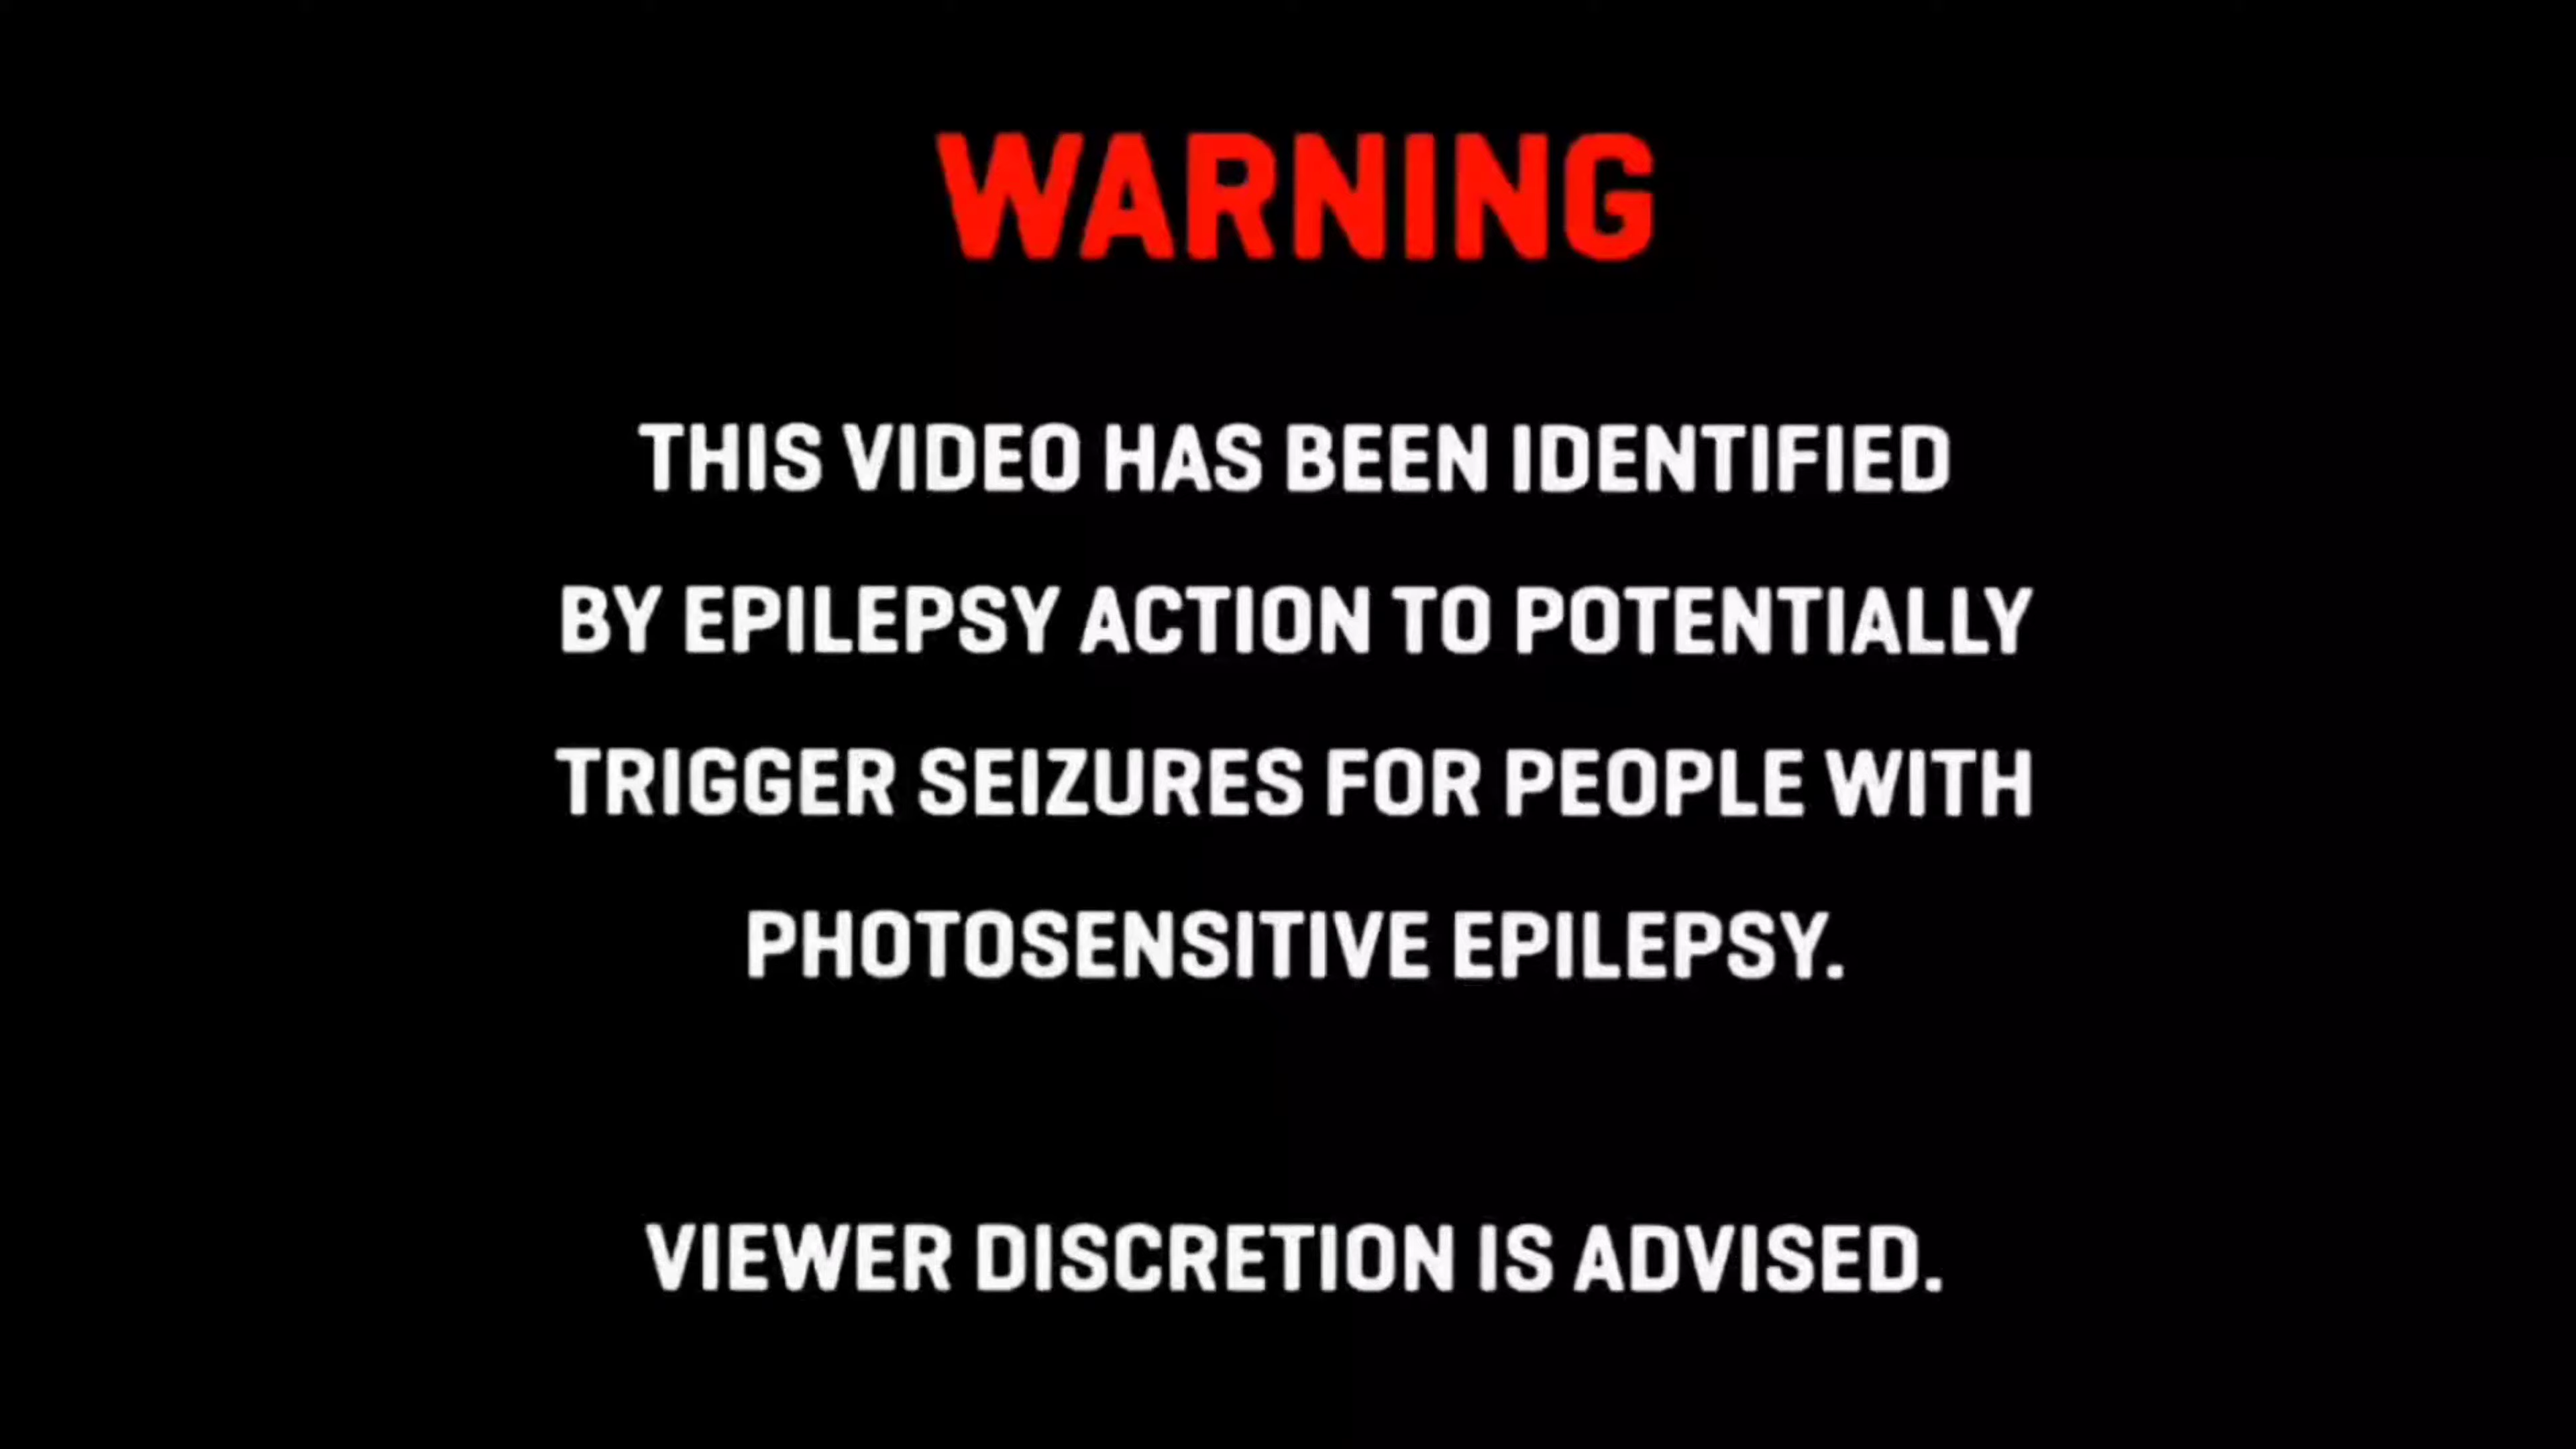 WARNING
THIS VIDEO HAS BEEN IDENTIFIED
BY EPILEPSY ACTION TO POTENTIALLY
TRIGGER SEIZURES FOR PEOPLE WITH
PHOTOSENSITIVE EPILEPSY.
VIEWER DISCRETION IS ADVISED.